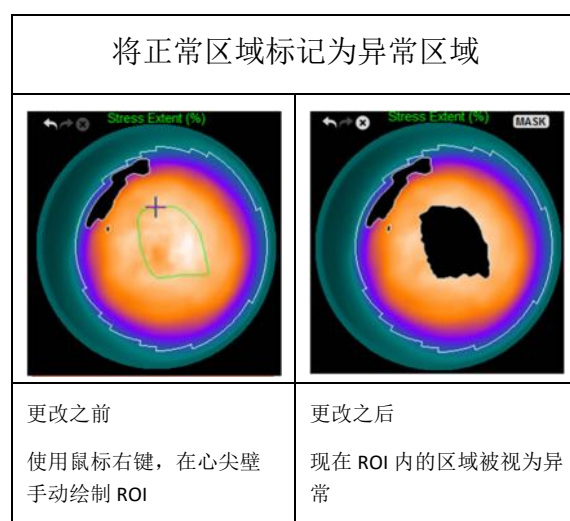 将正常区域标记为异常区域
Stress Extent (%)
Stress Extent (%)
MASK
更改之前
使用鼠标右键，在心尖壁
手动绘制 ROI
更改之后
现在 ROI 内的区域被视为异
常